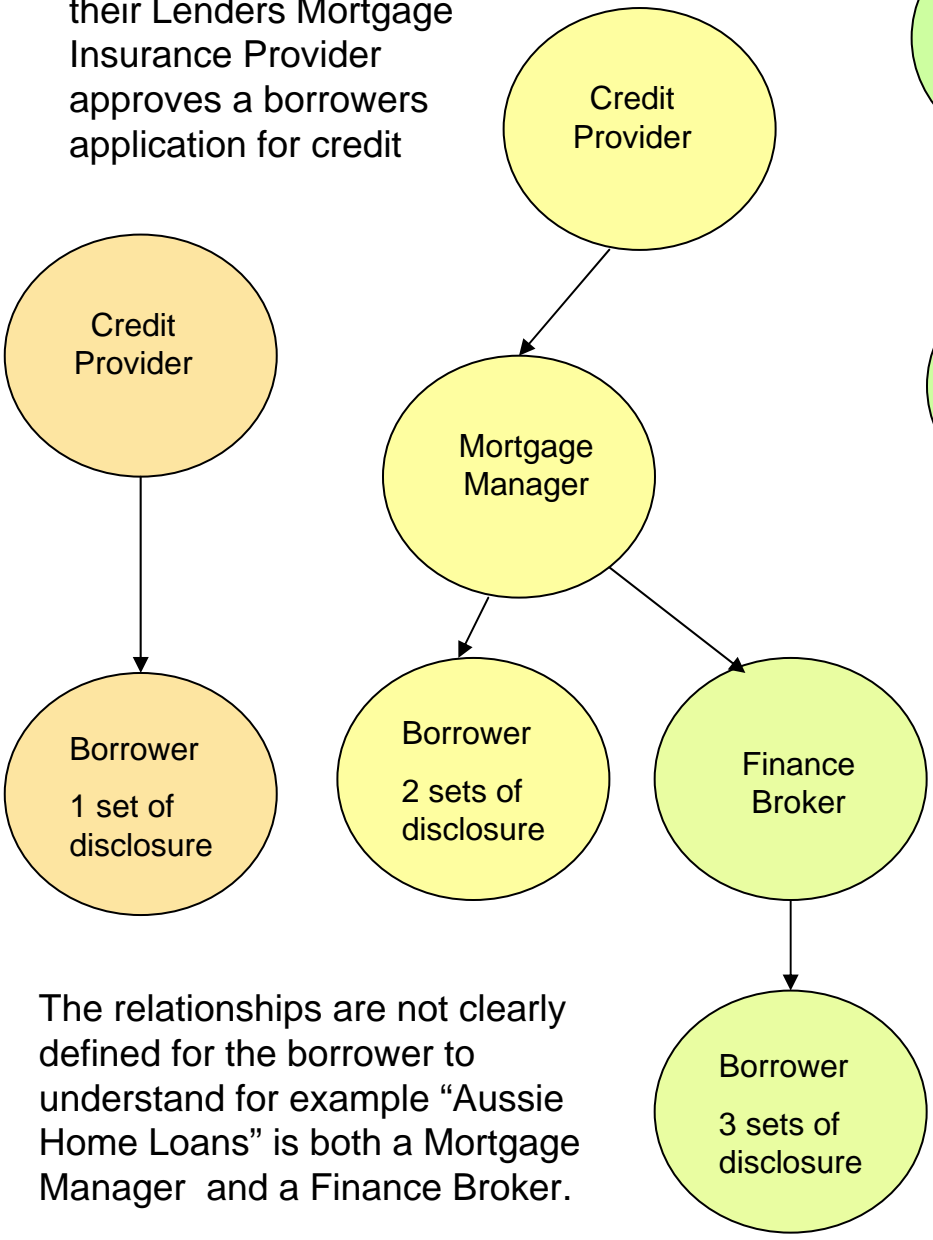 their Lenders Mortgage
Insurance Provider
approves a borrowers
application for credit
Credit
Provider
Credit
Provider
Mortgage
Manager
Borrower
1 set of
disclosure
Borrower
2 sets of
disclosure
Finance
Broker
The relationships are not clearly
defined for the borrower to
understand for example “Aussie
Home Loans” is both a Mortgage
Manager  and a Finance Broker.
Borrower
3 sets of
disclosure